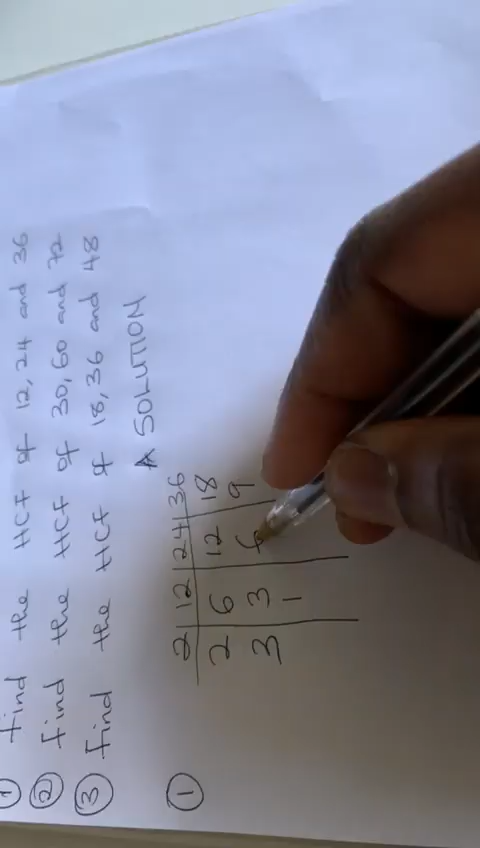 ① Find the HCF of 12, 24 and 36
② Find the HCF of 30, 60 and 72
③ Find the HCF of 18, 36 and 48
A SOLUTION
① 2 | 12 | 24 | 36
2 6 12 18
3 3 6 9
1